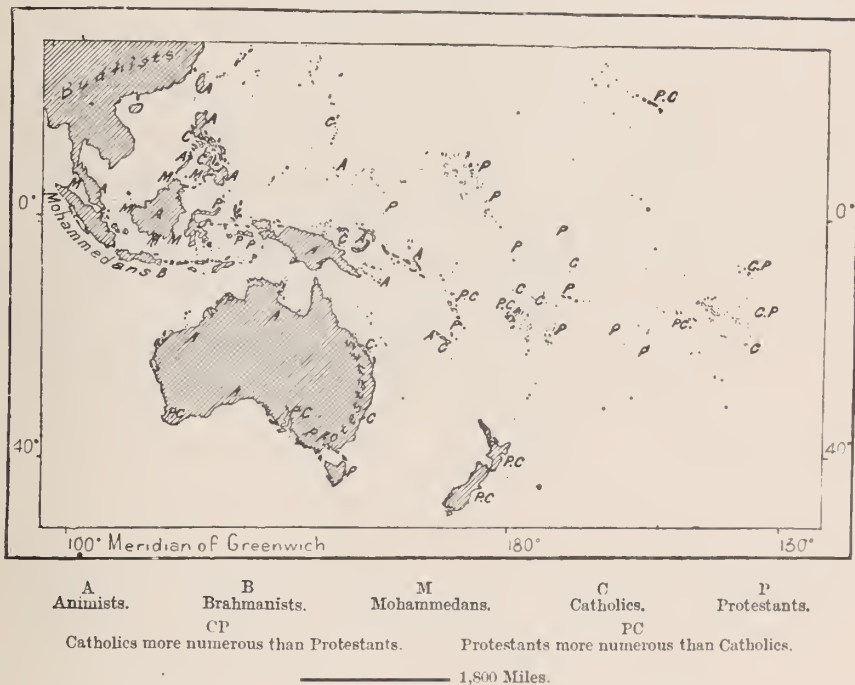 Buddhists
A
A
C
C
C
A
M
A
M
A
M
A
M
A
M
M
P
P
P
Mohammedans
B
0°
0°
C
A
A
A
A
A
P
P
P
P.C
P
C
P
C
C
P
C.P
P.C
P.C
P
A
C
P
P
P
P.C
C.P
C
A
A
A
C
Protestants
C
P.C
P.C
P
P
40°
40°
P.C
P.C
100° Meridian of Greenwich
180°
130°
A B M C P
Animists. Brahmanists. Mohammedans. Catholics. Protestants.
CP PC
Catholics more numerous than Protestants. Protestants more numerous than Catholics.
1,800 Miles.